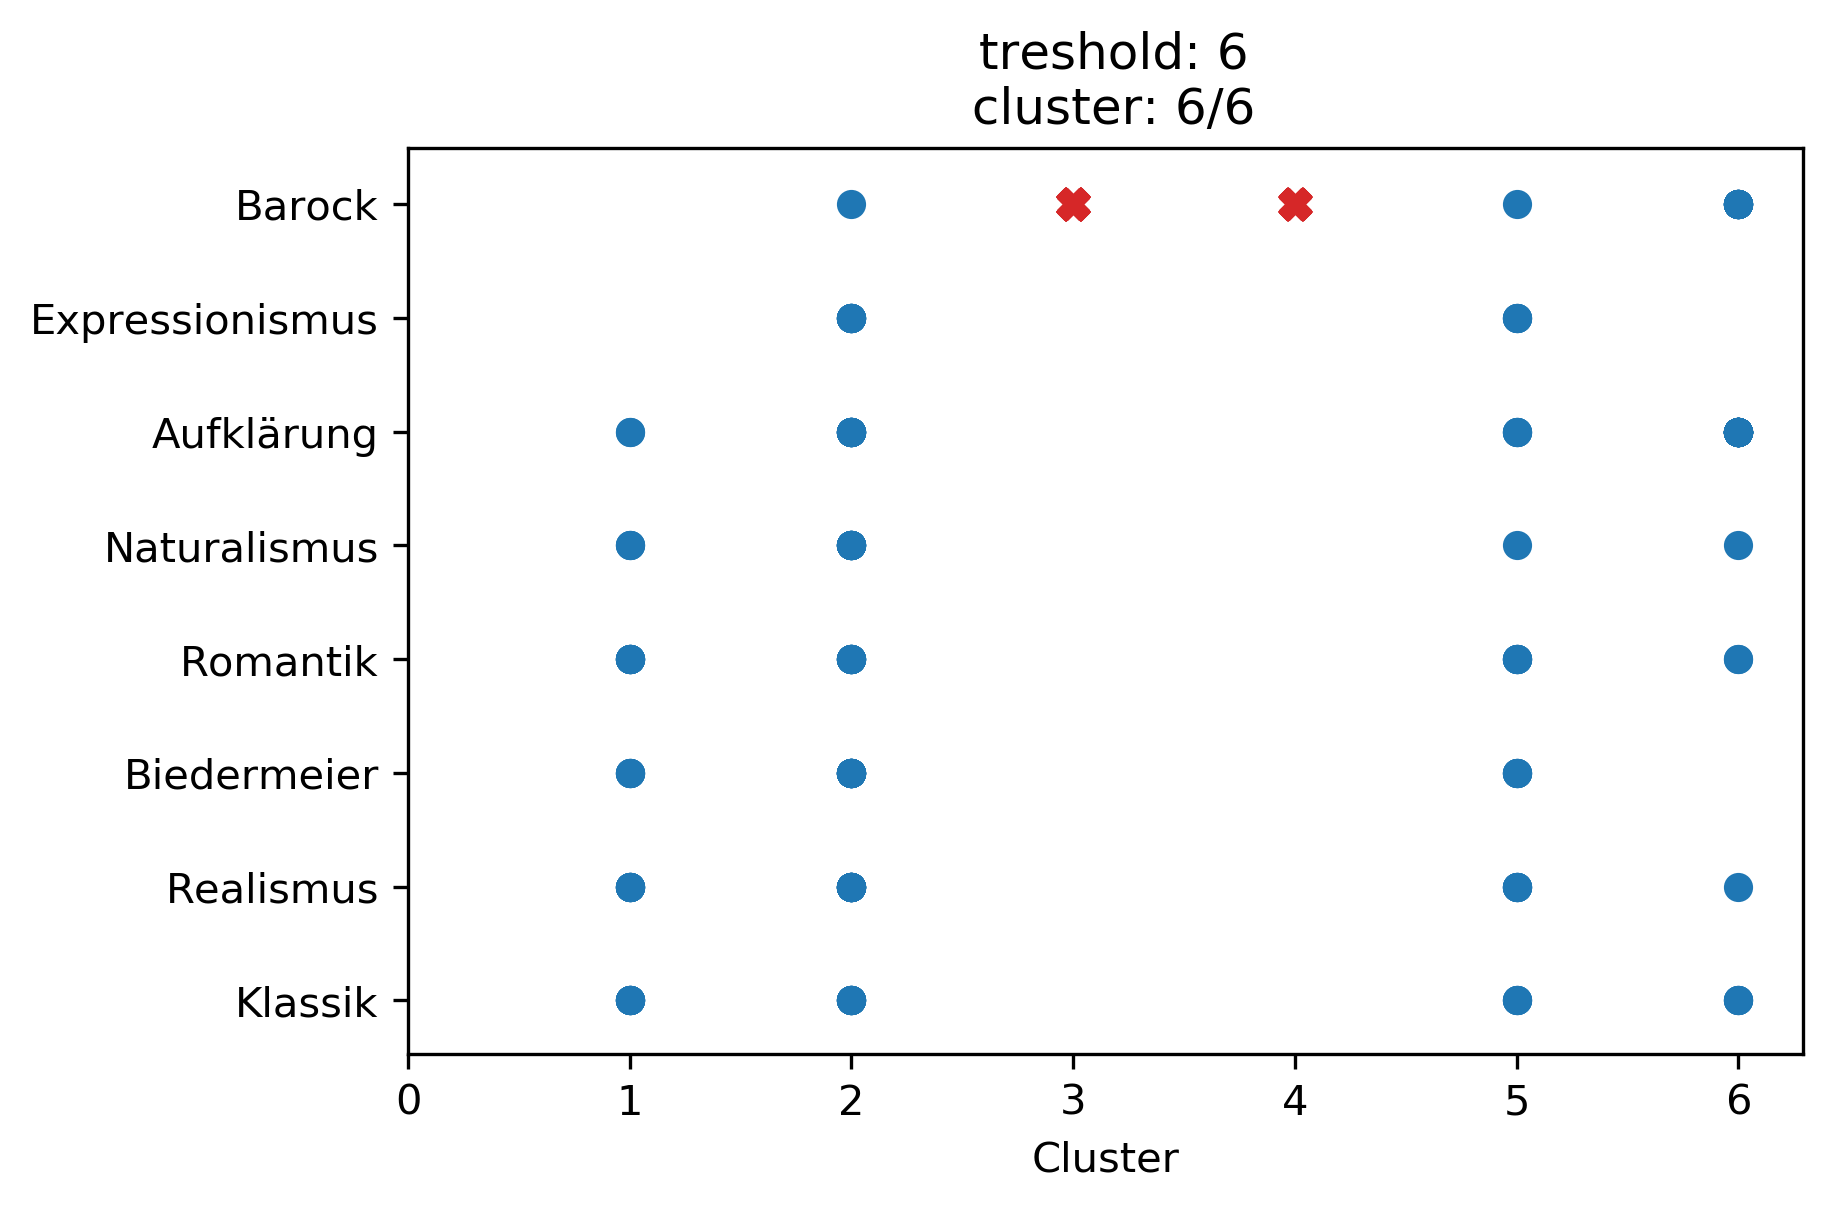 treshold: 6
cluster: 6/6
Barock
Expressionismus
Aufklärung
Naturalismus
Romantik
Biedermeier
Realismus
Klassik
0 1 2 3 4 5 6
Cluster